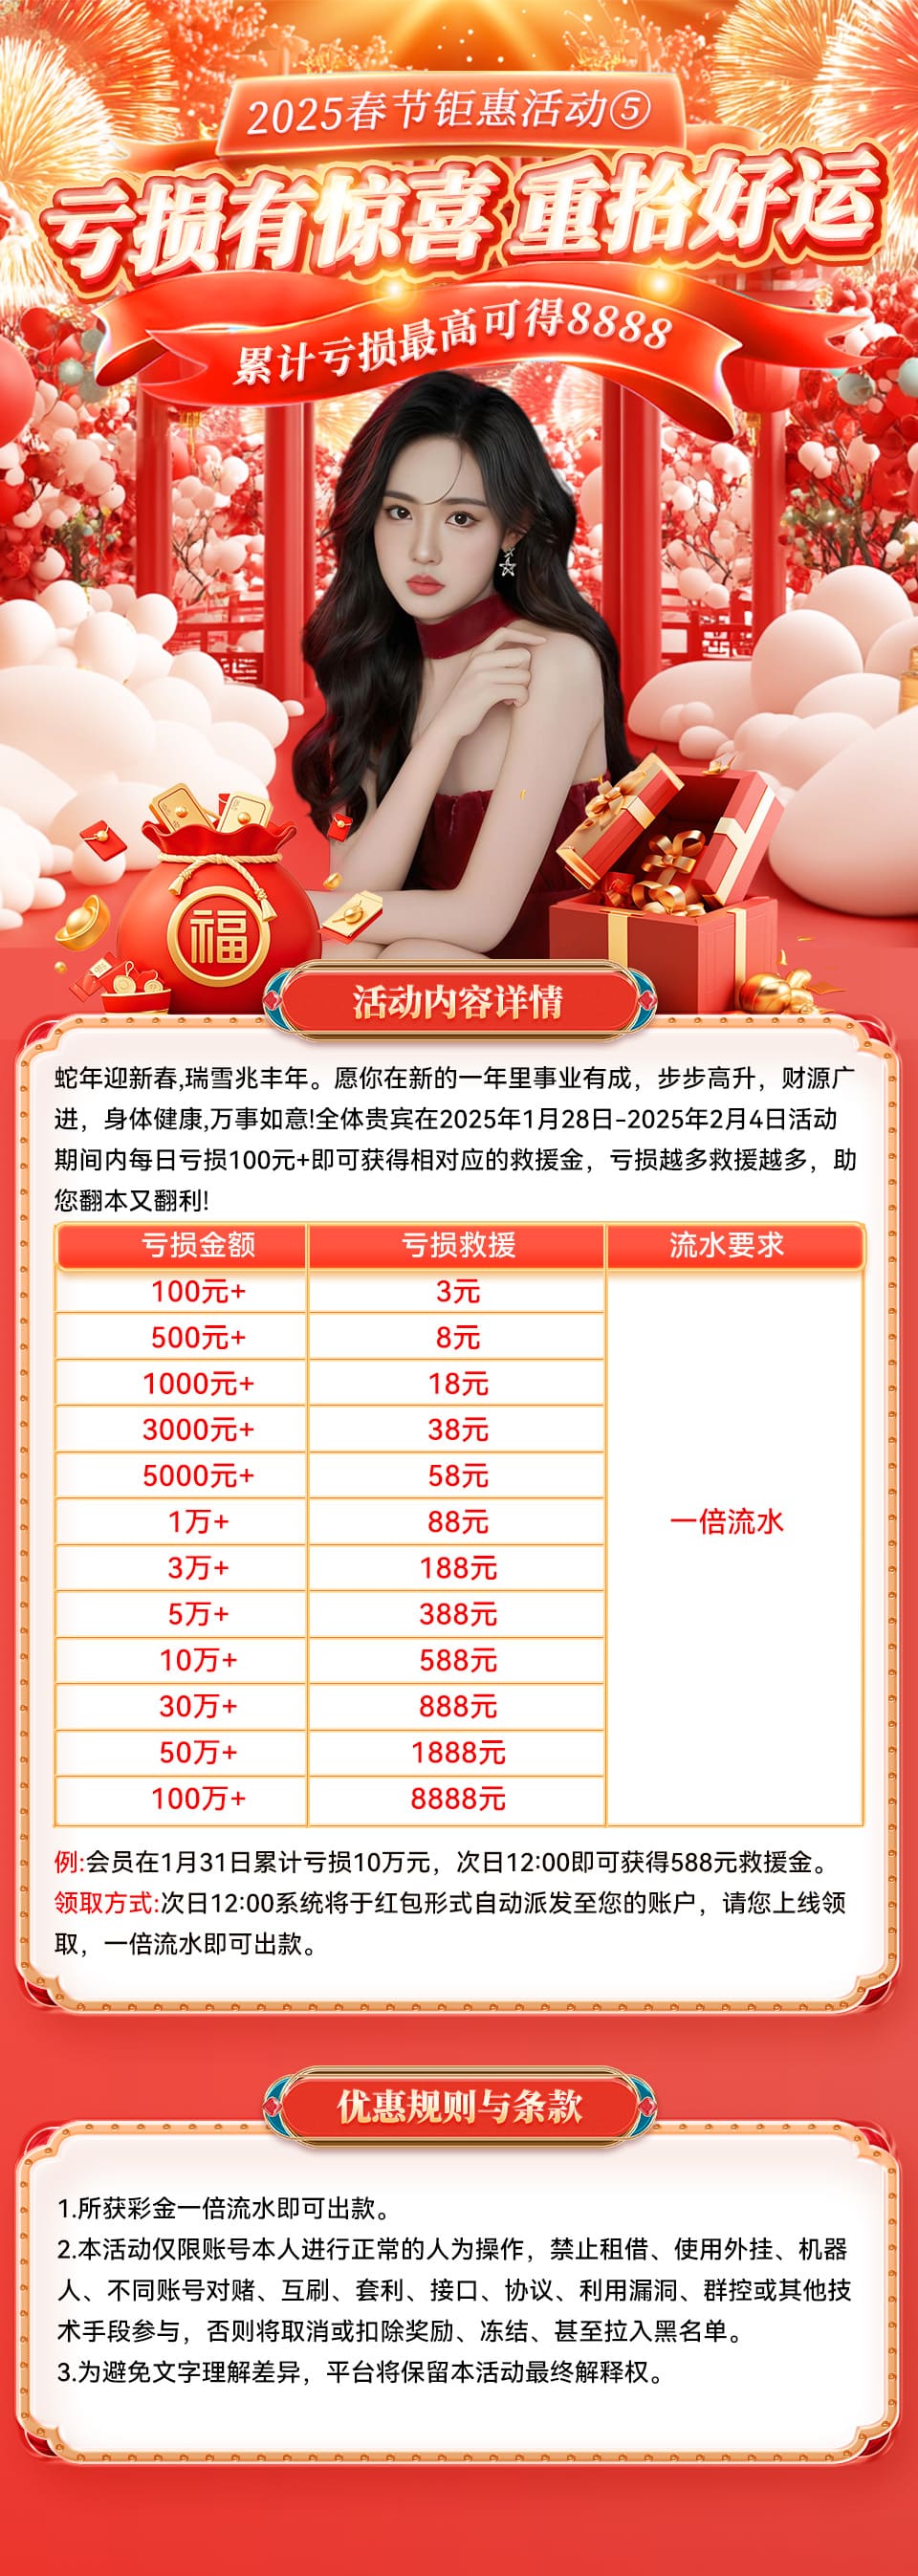 2025春节钜惠活动⑤
亏损有惊喜 重拾好运
累计亏损最高可得8888
福
活动内容详情
蛇年迎新春,瑞雪兆丰年。愿你在新的一年里事业有成，步步高升，财源广
进，身体健康,万事如意!全体贵宾在2025年1月28日-2025年2月4日活动
期间内每日亏损100元+即可获得相对应的救援金，亏损越多救援越多，助
您翻本又翻利!
亏损金额 亏损救援 流水要求
100元+ 3元
500元+ 8元
1000元+ 18元
3000元+ 38元
5000元+ 58元
1万+ 88元 一倍流水
3万+ 188元
5万+ 388元
10万+ 588元
30万+ 888元
50万+ 1888元
100万+ 8888元
例:会员在1月31日累计亏损10万元，次日12:00即可获得588元救援金。
领取方式:次日12:00系统将于红包形式自动派发至您的账户，请您上线领
取，一倍流水即可出款。
优惠规则与条款
1.所获彩金一倍流水即可出款。
2.本活动仅限账号本人进行正常的人为操作，禁止租借、使用外挂、机器
人、不同账号对赌、互刷、套利、接口、协议、利用漏洞、群控或其他技
术手段参与，否则将取消或扣除奖励、冻结、甚至拉入黑名单。
3.为避免文字理解差异，平台将保留本活动最终解释权。